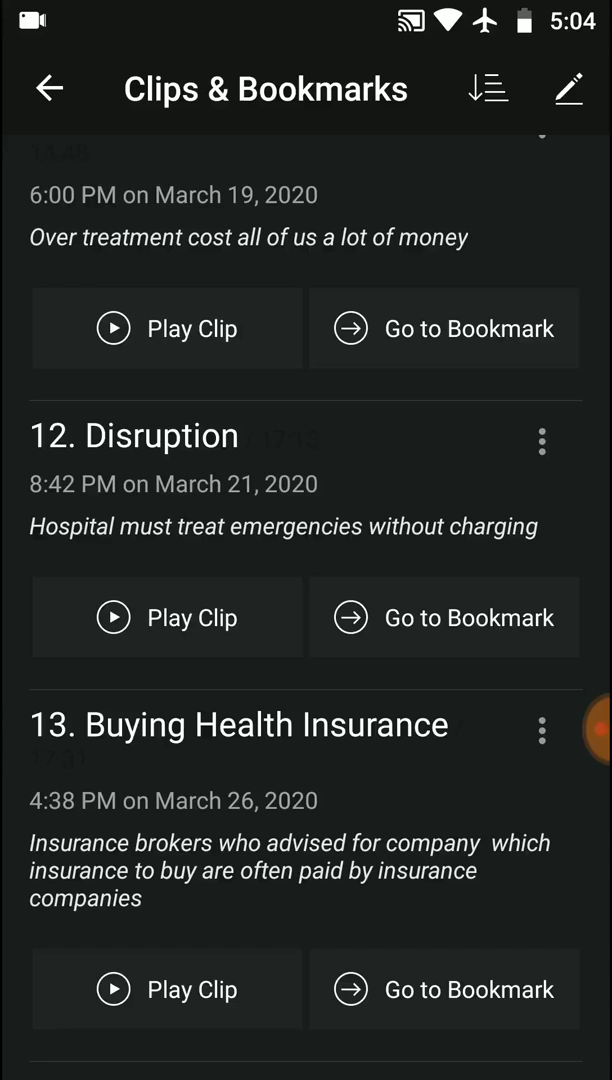 5:04
Clips & Bookmarks
6:00 PM on March 19, 2020
Over treatment cost all of us a lot of money
Play Clip
Go to Bookmark
12. Disruption
8:42 PM on March 21, 2020
Hospital must treat emergencies without charging
Play Clip
Go to Bookmark
13. Buying Health Insurance
4:38 PM on March 26, 2020
Insurance brokers who advised for company which
insurance to buy are often paid by insurance
companies
Play Clip
Go to Bookmark